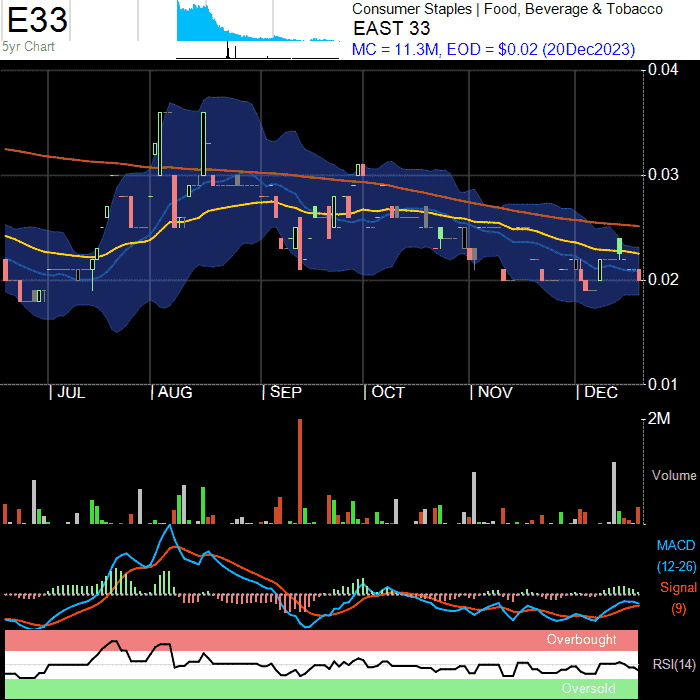 E33
5yr Chart
Consumer Staples | Food, Beverage & Tobacco
EAST 33
MC = 11.3M, EOD = $0.02 (20Dec2023)
0.04
0.03
0.02
0.01
| JUL | AUG | SEP | OCT | NOV | DEC
2M
Volume
MACD
(12-26)
Signal
(9)
Overbought
RSI(14)
Oversold